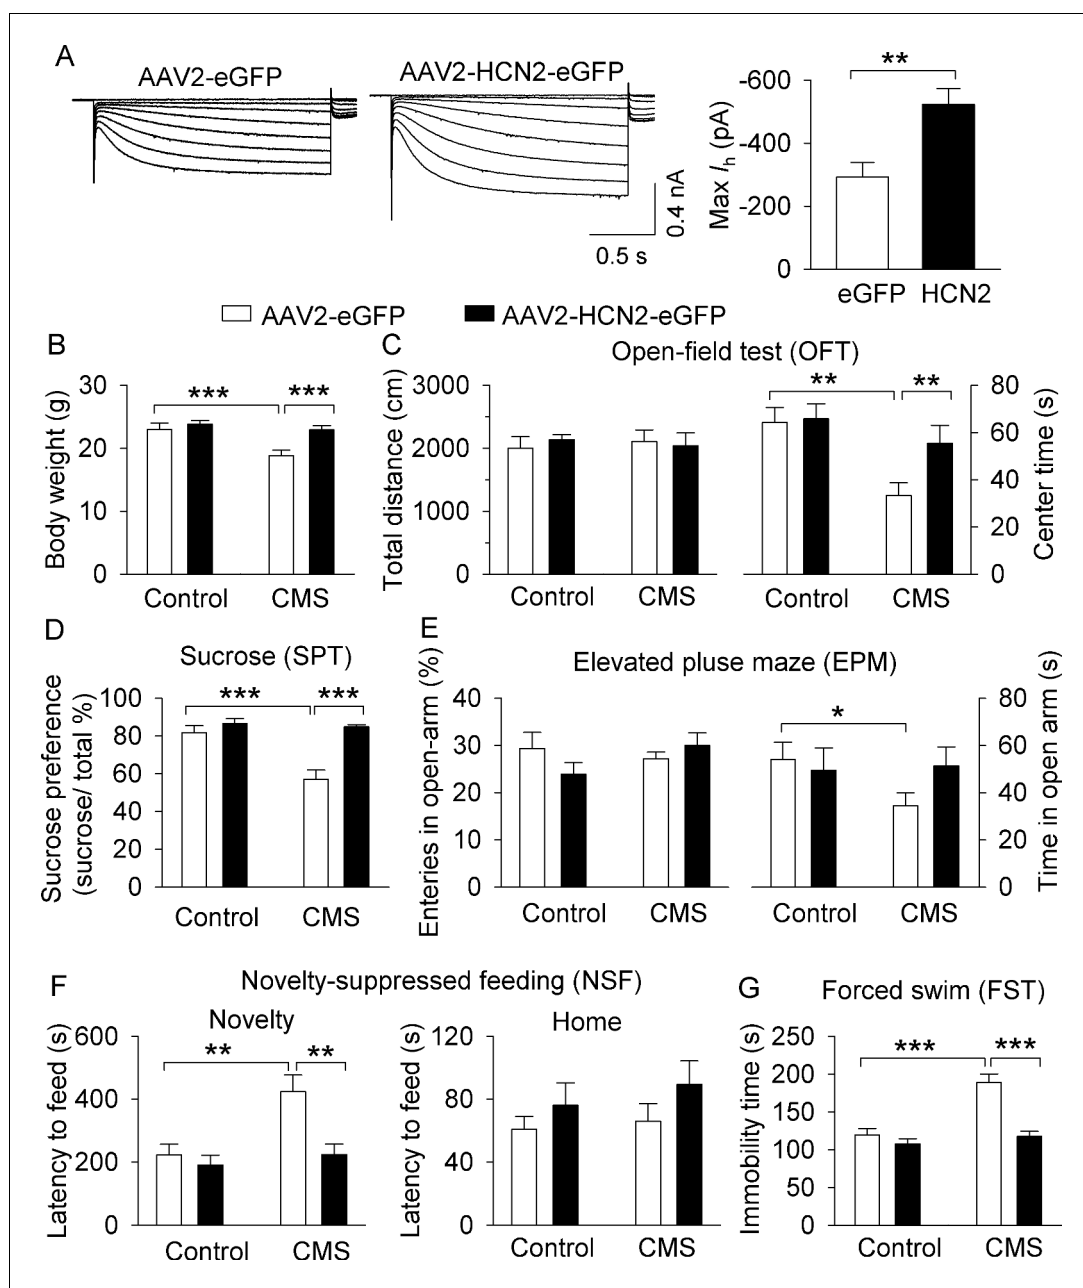 A
AAV2-eGFP
AAV2-HCN2-eGFP
0.4 nA
0.5 s
Max Ih (pA)
-600
-400
-200
0
**
eGFP HCN2
AAV2-eGFP AAV2-HCN2-eGFP
B
Body weight (g)
30
20
10
0
*** ***
Control CMS
C
Open-field test (OFT)
Total distance (cm)
3000
2000
1000
0
Control CMS
** **
80
60
40
20
0
Center time (s)
Control CMS
D
Sucrose (SPT)
Sucrose preference
(sucrose/ total %)
100
80
60
40
20
0
*** ***
Control CMS
E
Elevated pluse maze (EPM)
Enteries in open-arm (%)
40
30
20
10
0
Control CMS
*
80
60
40
20
0
Time in open arm (s)
Control CMS
F
Novelty-suppressed feeding (NSF)
Novelty
Latency to feed (s)
600
400
200
0
** **
Control CMS
Home
Latency to feed (s)
120
80
40
0
Control CMS
G
Forced swim (FST)
Immobility time (s)
250
200
150
100
50
0
*** ***
Control CMS